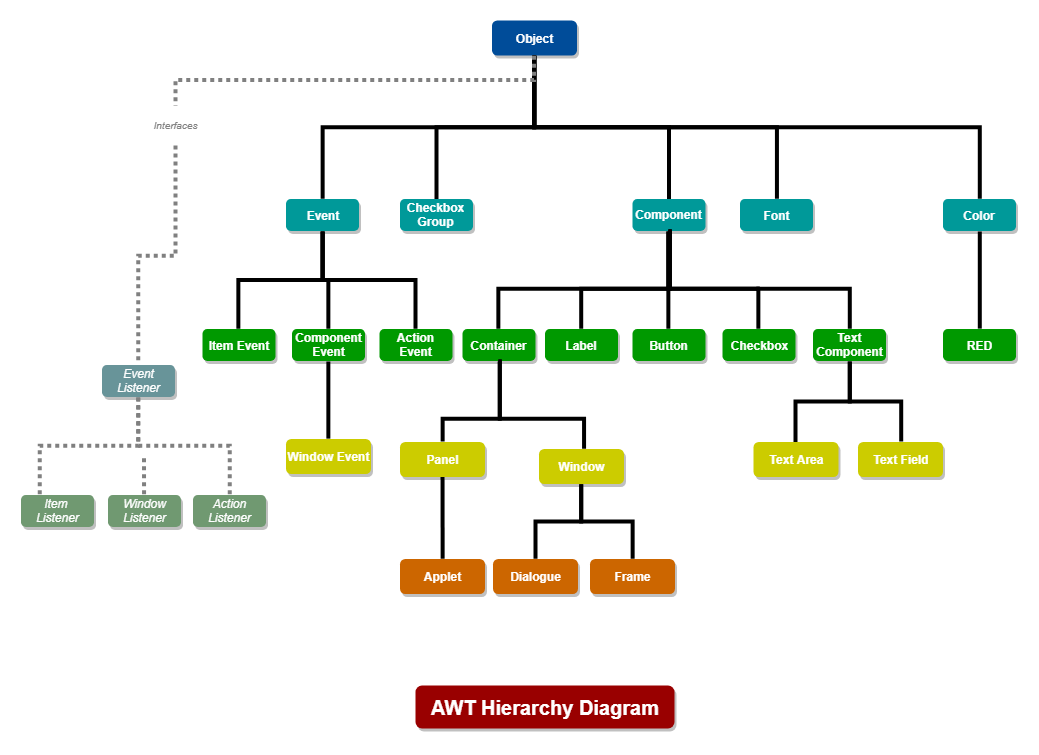 Object
Interfaces
Event
Checkbox
Group
Component
Font
Color
Item Event
Component
Event
Action
Event
Container
Label
Button
Checkbox
Text
Component
RED
Event
Listener
Window Event
Panel
Window
Text Area
Text Field
Item
Listener
Window
Listener
Action
Listener
Applet
Dialogue
Frame
AWT Hierarchy Diagram